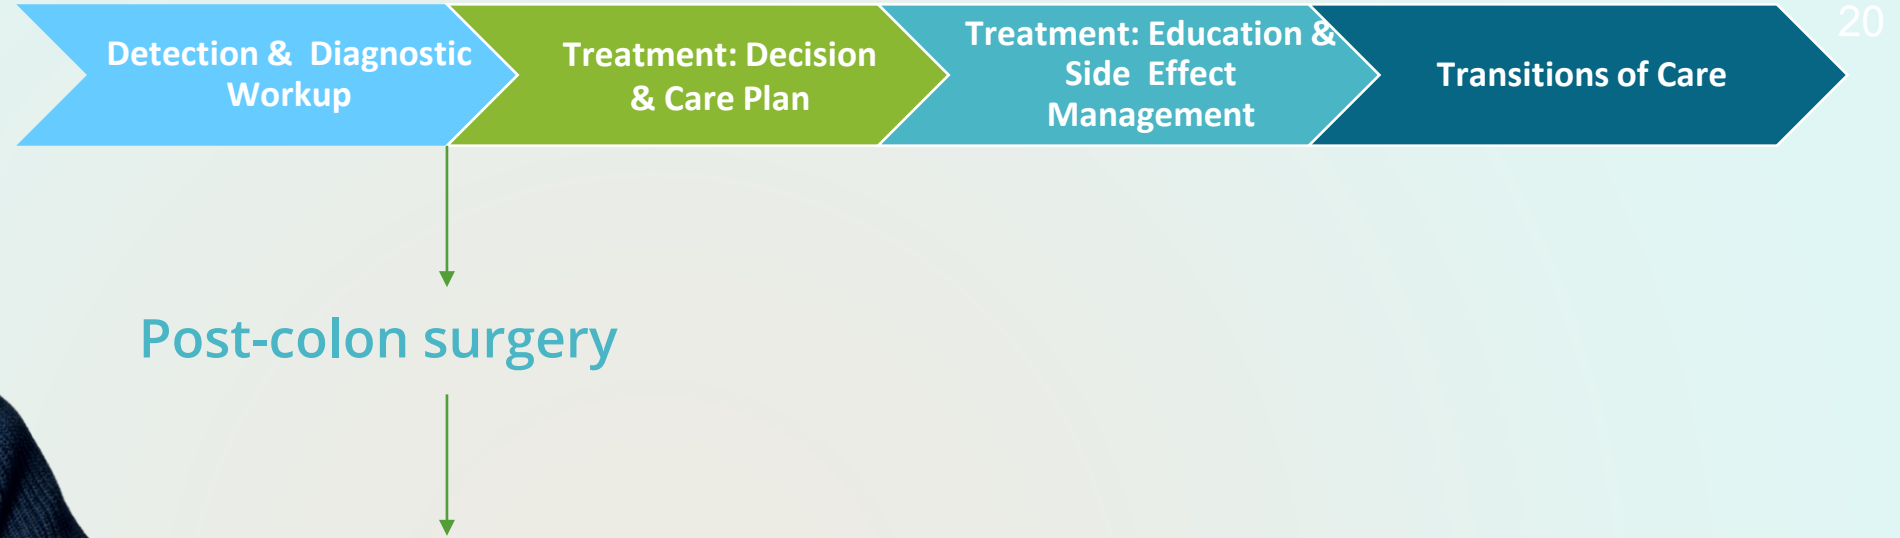 Detection & Diagnostic
Workup
Treatment: Decision
& Care Plan
Treatment: Education &
Side Effect
Management
Transitions of Care
20
Post-colon surgery